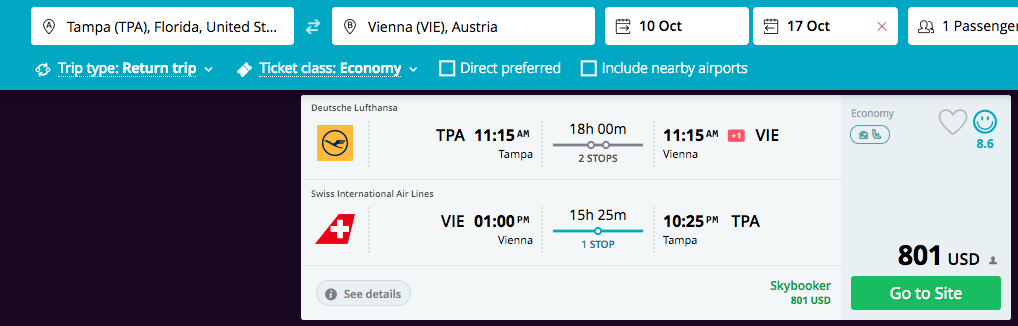 Tampa (TPA), Florida, United St...
Vienna (VIE), Austria
10 Oct
17 Oct
1 Passenger
Trip type: Return trip
Ticket class: Economy
Direct preferred
Include nearby airports
Deutsche Lufthansa
TPA 11:15 AM
Tampa
18h 00m
2 STOPS
11:15 AM +1 VIE
Vienna
Economy
8.6
Swiss International Air Lines
VIE 01:00 PM
Vienna
15h 25m
1 STOP
10:25 PM TPA
Tampa
801 USD
See details
Skybooker
801 USD
Go to Site